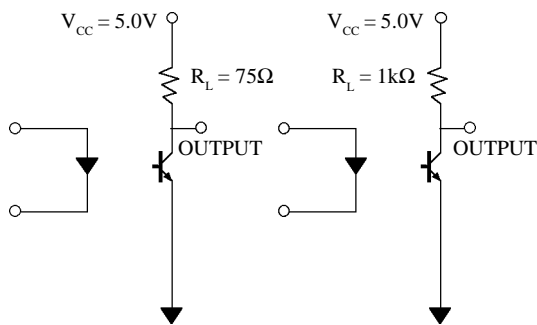 V_CC = 5.0V
R_L = 75Ω
OUTPUT
V_CC = 5.0V
R_L = 1kΩ
OUTPUT